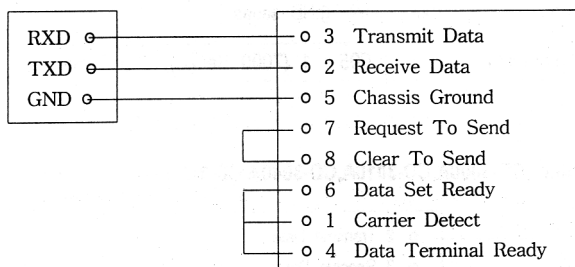 RXD 3 Transmit Data
TXD 2 Receive Data
GND 5 Chassis Ground
7 Request To Send
8 Clear To Send
6 Data Set Ready
1 Carrier Detect
4 Data Terminal Ready